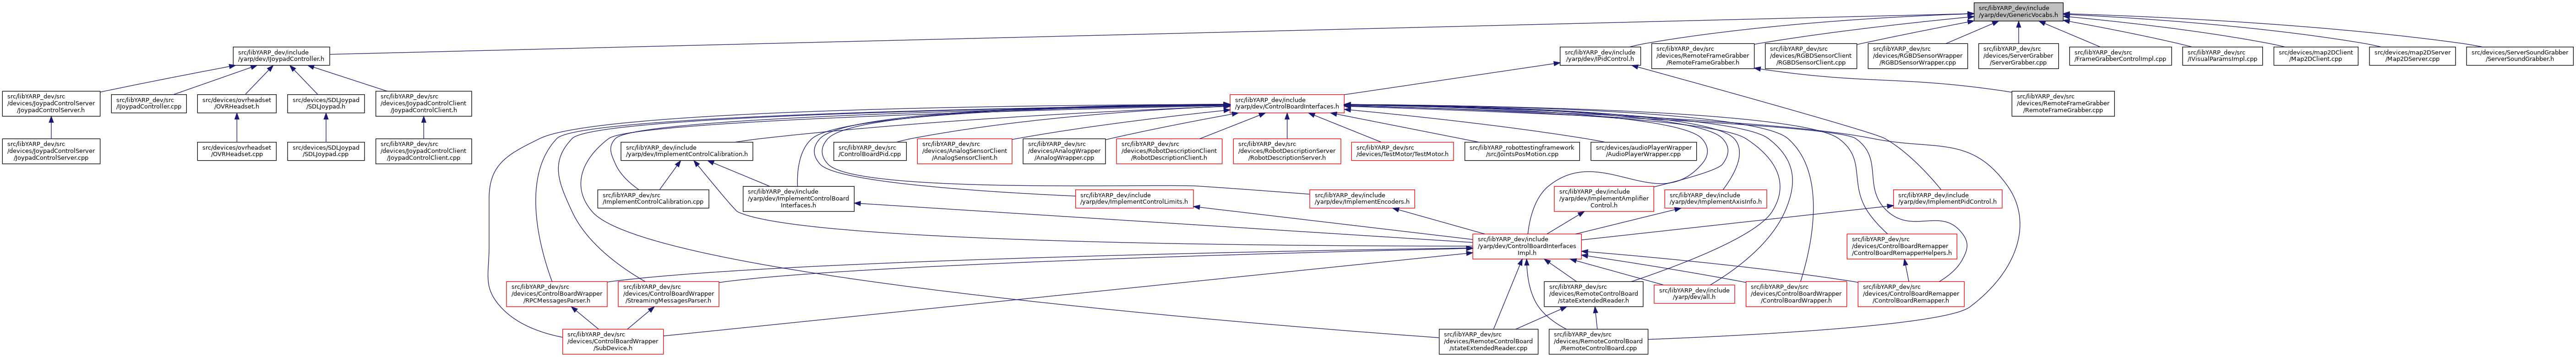 src/libYARP_dev/include
/yarp/dev/GenericVocabs.h
src/libYARP_dev/include
/yarp/dev/IJoypadController.h
src/libYARP_dev/include
/yarp/dev/IPidControl.h
src/libYARP_dev/src
/devices/RemoteFrameGrabber
/RemoteFrameGrabber.h
src/libYARP_dev/src
/devices/RGBDSensorClient
/RGBDSensorClient.cpp
src/libYARP_dev/src
/devices/RGBDSensorWrapper
/RGBDSensorWrapper.cpp
src/libYARP_dev/src
/devices/ServerGrabber
/ServerGrabber.cpp
src/libYARP_dev/src
/FrameGrabberControlImpl.cpp
src/libYARP_dev/src
/IVisualParamsImpl.cpp
src/devices/map2DClient
/Map2DClient.cpp
src/devices/map2DServer
/Map2DServer.cpp
src/devices/ServerSoundGrabber
/ServerSoundGrabber.h
src/libYARP_dev/src
/devices/JoypadControlServer
/JoypadControlServer.h
src/libYARP_dev/src
/IJoypadController.cpp
src/devices/ovrheadset
/OVRHeadset.h
src/devices/SDLJoypad
/SDLJoypad.h
src/libYARP_dev/src
/devices/JoypadControlClient
/JoypadControlClient.h
src/libYARP_dev/include
/yarp/dev/ControlBoardInterfaces.h
src/libYARP_dev/src
/devices/RemoteFrameGrabber
/RemoteFrameGrabber.cpp
src/libYARP_dev/src
/devices/JoypadControlServer
/JoypadControlServer.cpp
src/devices/ovrheadset
/OVRHeadset.cpp
src/devices/SDLJoypad
/SDLJoypad.cpp
src/libYARP_dev/src
/devices/JoypadControlClient
/JoypadControlClient.cpp
src/libYARP_dev/include
/yarp/dev/ImplementControlCalibration.h
src/libYARP_dev/src
/ControlBoardPid.cpp
src/libYARP_dev/src
/devices/AnalogSensorClient
/AnalogSensorClient.h
src/libYARP_dev/src
/devices/AnalogWrapper
/AnalogWrapper.cpp
src/libYARP_dev/src
/devices/RobotDescriptionClient
/RobotDescriptionClient.h
src/libYARP_dev/src
/devices/RobotDescriptionServer
/RobotDescriptionServer.h
src/libYARP_dev/src
/devices/TestMotor/TestMotor.h
src/libYARP_robottestingframework
/src/JointsPosMotion.cpp
src/devices/audioPlayerWrapper
/AudioPlayerWrapper.cpp
src/libYARP_dev/src
/ImplementControlCalibration.cpp
src/libYARP_dev/include
/yarp/dev/ImplementControlBoard
Interfaces.h
src/libYARP_dev/include
/yarp/dev/ImplementControlLimits.h
src/libYARP_dev/include
/yarp/dev/ImplementEncoders.h
src/libYARP_dev/include
/yarp/dev/ImplementAmplifier
Control.h
src/libYARP_dev/include
/yarp/dev/ImplementAxisInfo.h
src/libYARP_dev/include
/yarp/dev/ImplementPidControl.h
src/libYARP_dev/include
/yarp/dev/ControlBoardInterfaces
Impl.h
src/libYARP_dev/src
/devices/ControlBoardRemapper
/ControlBoardRemapperHelpers.h
src/libYARP_dev/src
/devices/ControlBoardWrapper
/RPCMessagesParser.h
src/libYARP_dev/src
/devices/ControlBoardWrapper
/StreamingMessagesParser.h
src/libYARP_dev/src
/devices/RemoteControlBoard
/stateExtendedReader.h
src/libYARP_dev/include
/yarp/dev/all.h
src/libYARP_dev/src
/devices/ControlBoardWrapper
/ControlBoardWrapper.h
src/libYARP_dev/src
/devices/ControlBoardRemapper
/ControlBoardRemapper.h
src/libYARP_dev/src
/devices/ControlBoardWrapper
/SubDevice.h
src/libYARP_dev/src
/devices/RemoteControlBoard
/stateExtendedReader.cpp
src/libYARP_dev/src
/devices/RemoteControlBoard
/RemoteControlBoard.cpp